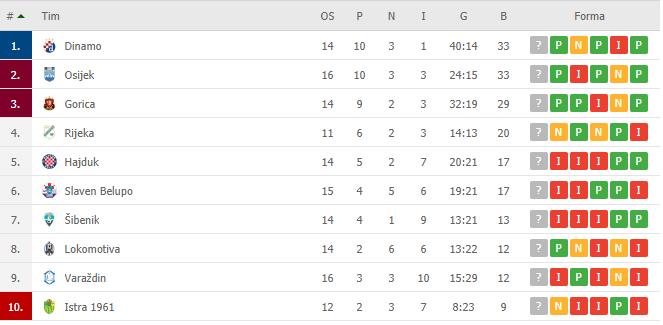 # Tim OS P N I G B Forma
1. Dinamo 14 10 3 1 40:14 33 ? P N P I P
2. Osijek 16 10 3 3 24:15 33 ? P I P N P
3. Gorica 14 9 2 3 32:19 29 ? P P I N P
4. Rijeka 11 6 2 3 14:13 20 ? N P N P I
5. Hajduk 14 5 2 7 20:21 17 ? I I I P P
6. Slaven Belupo 15 4 5 6 19:21 17 ? I I P P I
7. Šibenik 14 4 1 9 13:21 13 ? I I I P P
8. Lokomotiva 14 2 6 6 13:22 12 ? P N I N I
9. Varaždin 16 3 3 10 15:29 12 ? I P I N I
10. Istra 1961 12 2 3 7 8:23 9 ? N I I P I